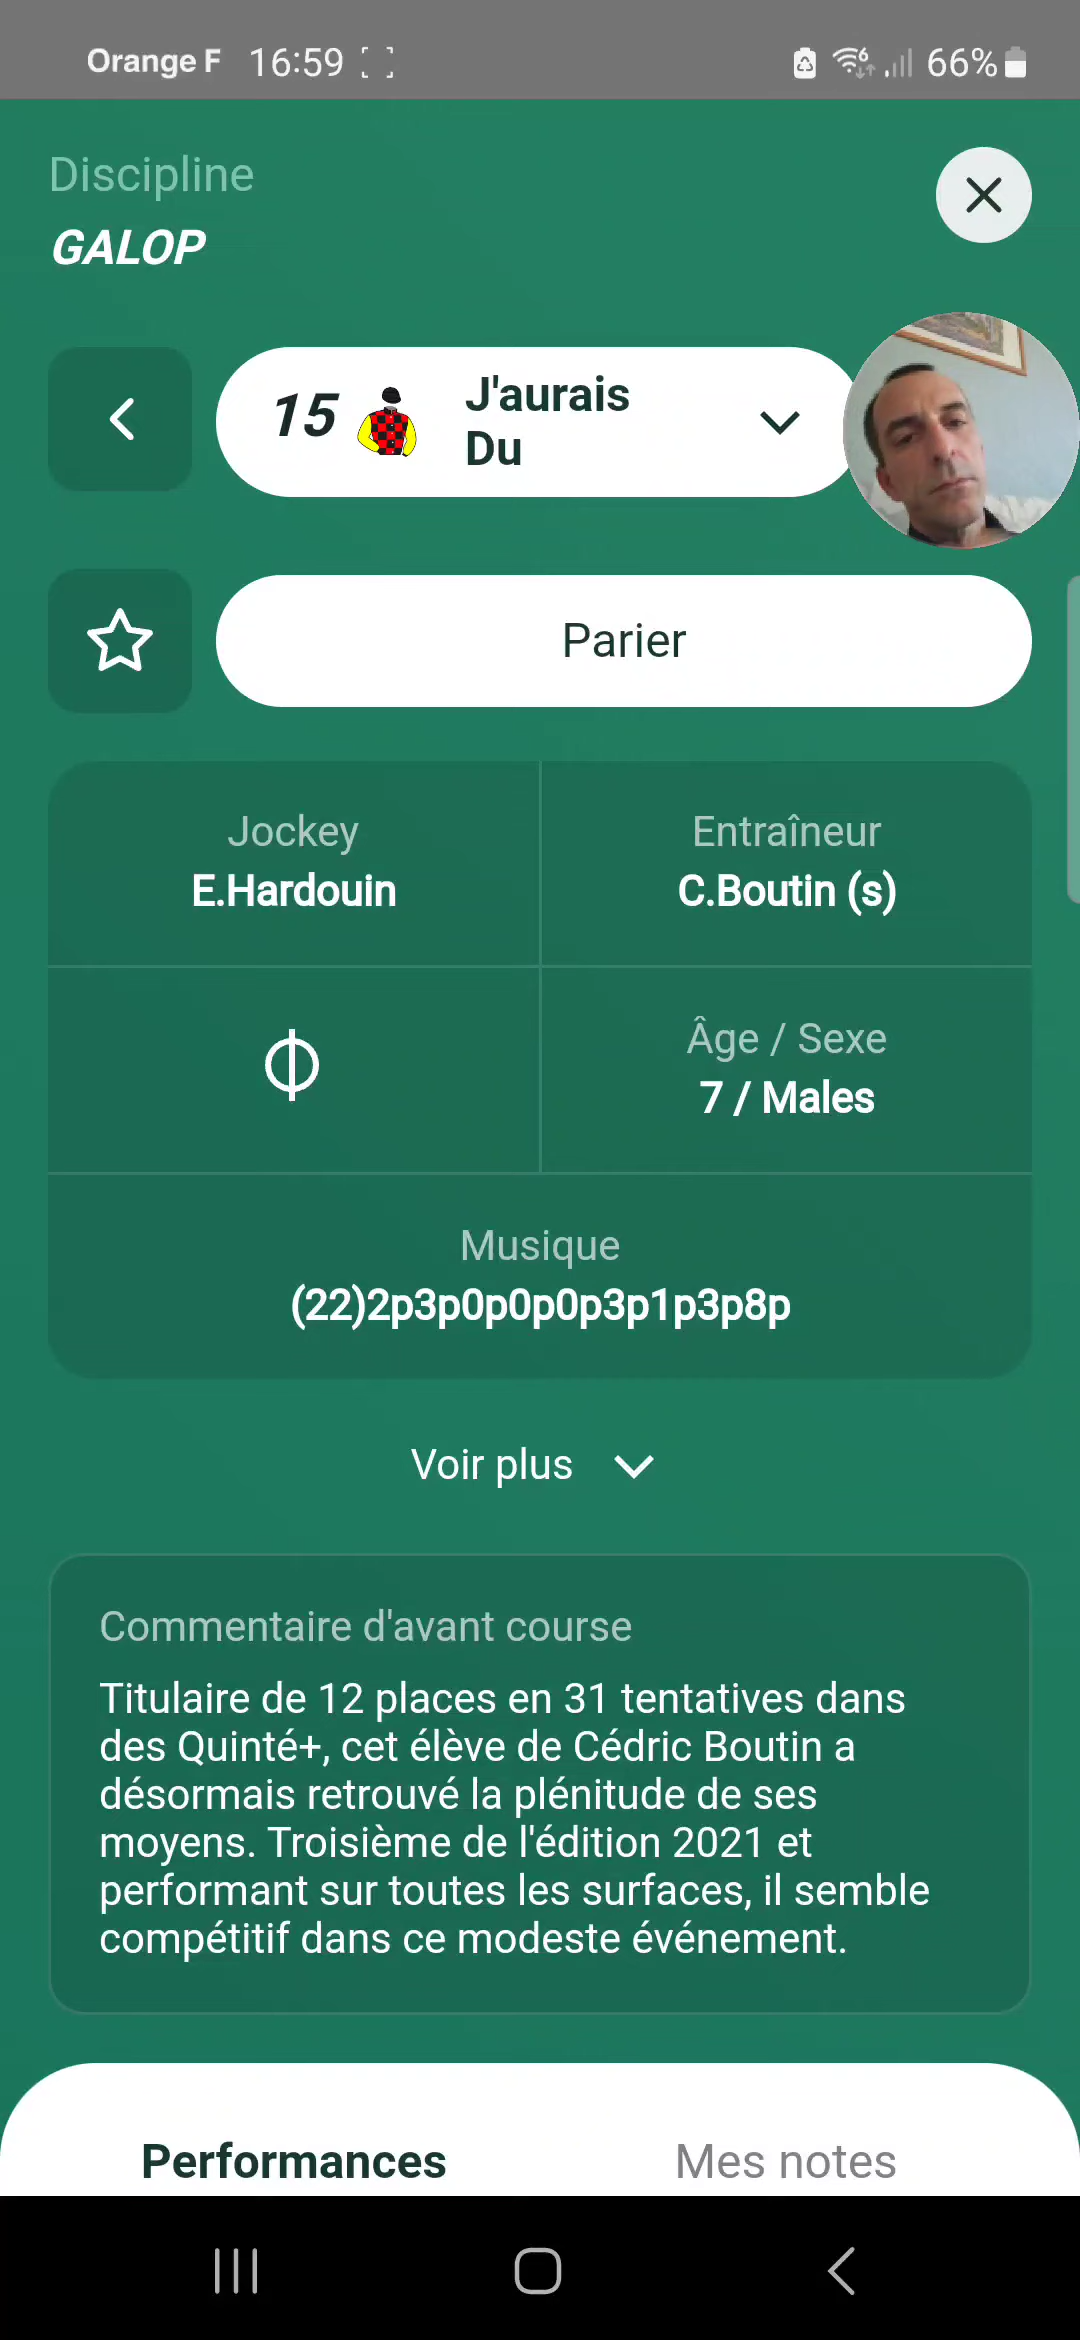 Orange F 16:59 66%
Discipline
GALOP
15 J'aurais
Du
Parier
Jockey
E.Hardouin
Entraîneur
C.Boutin (s)
Âge / Sexe
7 / Males
Musique
(22)2p3p0p0p0p3p1p3p8p
Voir plus
Commentaire d'avant course
Titulaire de 12 places en 31 tentatives dans
des Quinté+, cet élève de Cédric Boutin a
désormais retrouvé la plénitude de ses
moyens. Troisième de l'édition 2021 et
performant sur toutes les surfaces, il semble
compétitif dans ce modeste événement.
Performances Mes notes